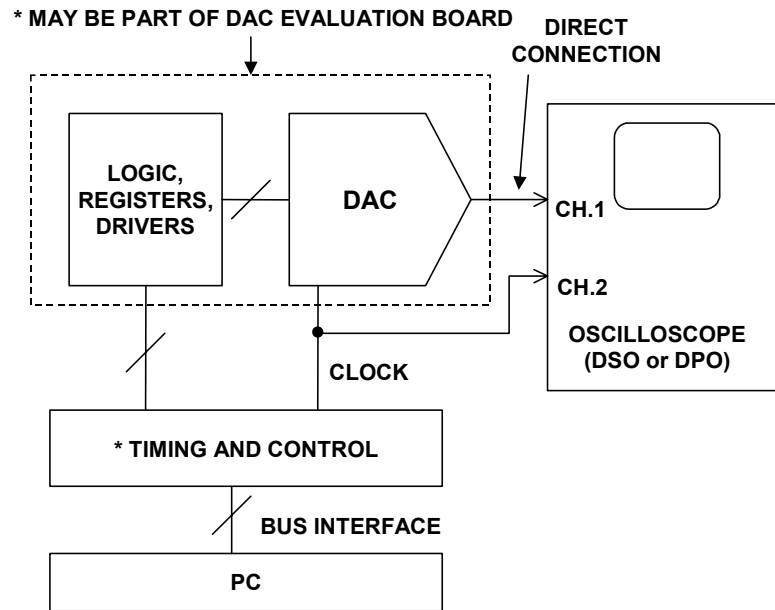 * MAY BE PART OF DAC EVALUATION BOARD
DIRECT
CONNECTION
LOGIC,
REGISTERS,
DRIVERS
DAC
CH.1
CH.2
OSCILLOSCOPE
(DSO or DPO)
CLOCK
* TIMING AND CONTROL
BUS INTERFACE
PC